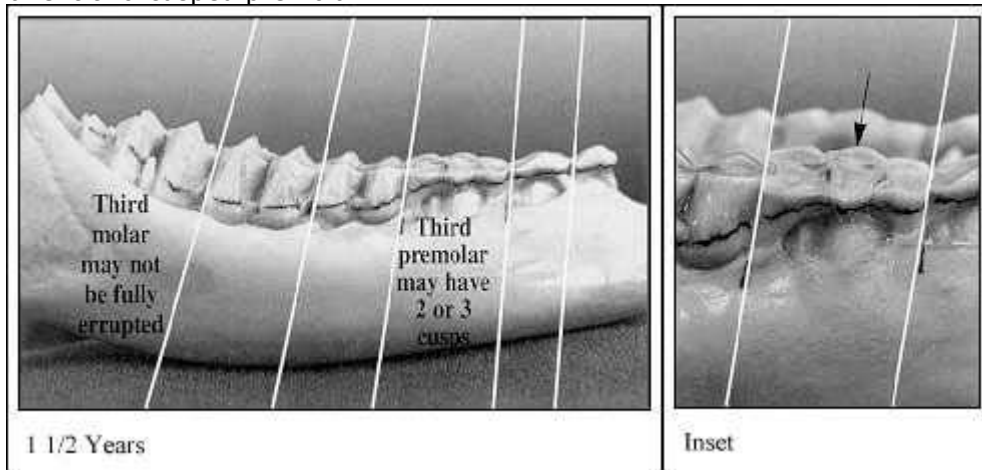 Third
molar
may not
be fully
errupted
Third
premolar
may have
2 or 3
cusps
1 1/2 Years
Inset